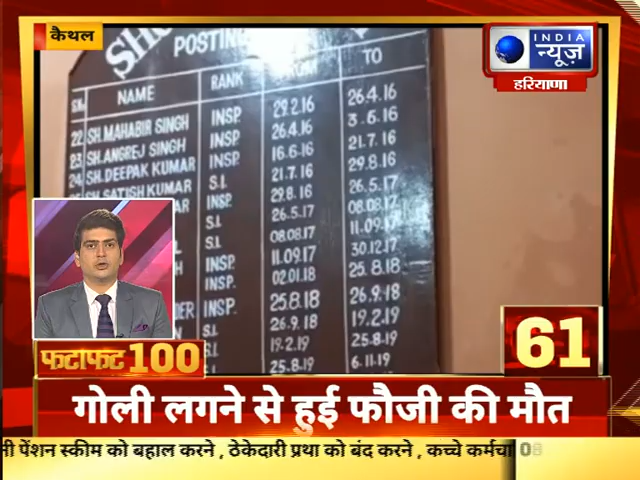 कैथल
INDIA
न्यूज़
हरियाणा
POSTING
S.N. NAME RANK FROM TO
22 SH.MAHABIR SINGH INSP. 29.2.16 26.4.16
23 SH.ANGREJ SINGH INSP. 26.4.16 3.6.16
24 SH.DEEPAK KUMAR INSP. 16.6.16 21.7.16
SH.SATISH KUMAR S.I. 21.7.16 29.8.16
INSP. 29.8.16 26.5.17
S.I. 26.5.17 08.08.17
S.I. 08.08.17 11.09.17
INSP. 11.09.17 30.12.17
INSP. 02.01.18 25.8.18
INSP. 25.8.18 26.9.18
S.I. 26.9.18 19.2.19
S.I. 19.2.19 25.8.19
S.I. 25.8.19 6.11.19
फटाफट 100
61
गोली लगने से हुई फौजी की मौत
पेंशन स्कीम को बहाल करने , ठेकेदारी प्रथा को बंद करने , कच्चे कर्मचा